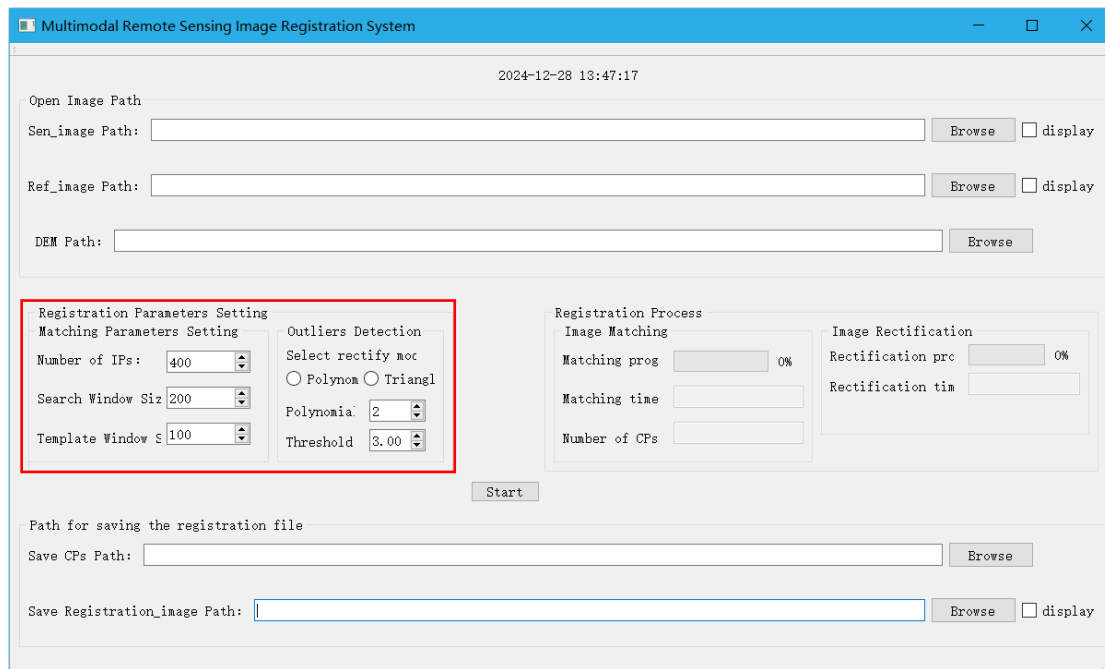 Multimodal Remote Sensing Image Registration System
2024-12-28 13:47:17
Open Image Path
Sen_image Path: Browse display
Ref_image Path: Browse display
DEM Path: Browse
Registration Parameters Setting
Matching Parameters Setting
Number of IPs: 400
Search Window Siz 200
Template Window S 100
Outliers Detection
Select rectify moc
Polynom Triangl
Polynomia 2
Threshold 3.00
Registration Process
Image Matching
Matching prog 0%
Matching time
Number of CPs
Image Rectification
Rectification prc 0%
Rectification tim
Start
Path for saving the registration file
Save CPs Path: Browse
Save Registration_image Path: Browse display